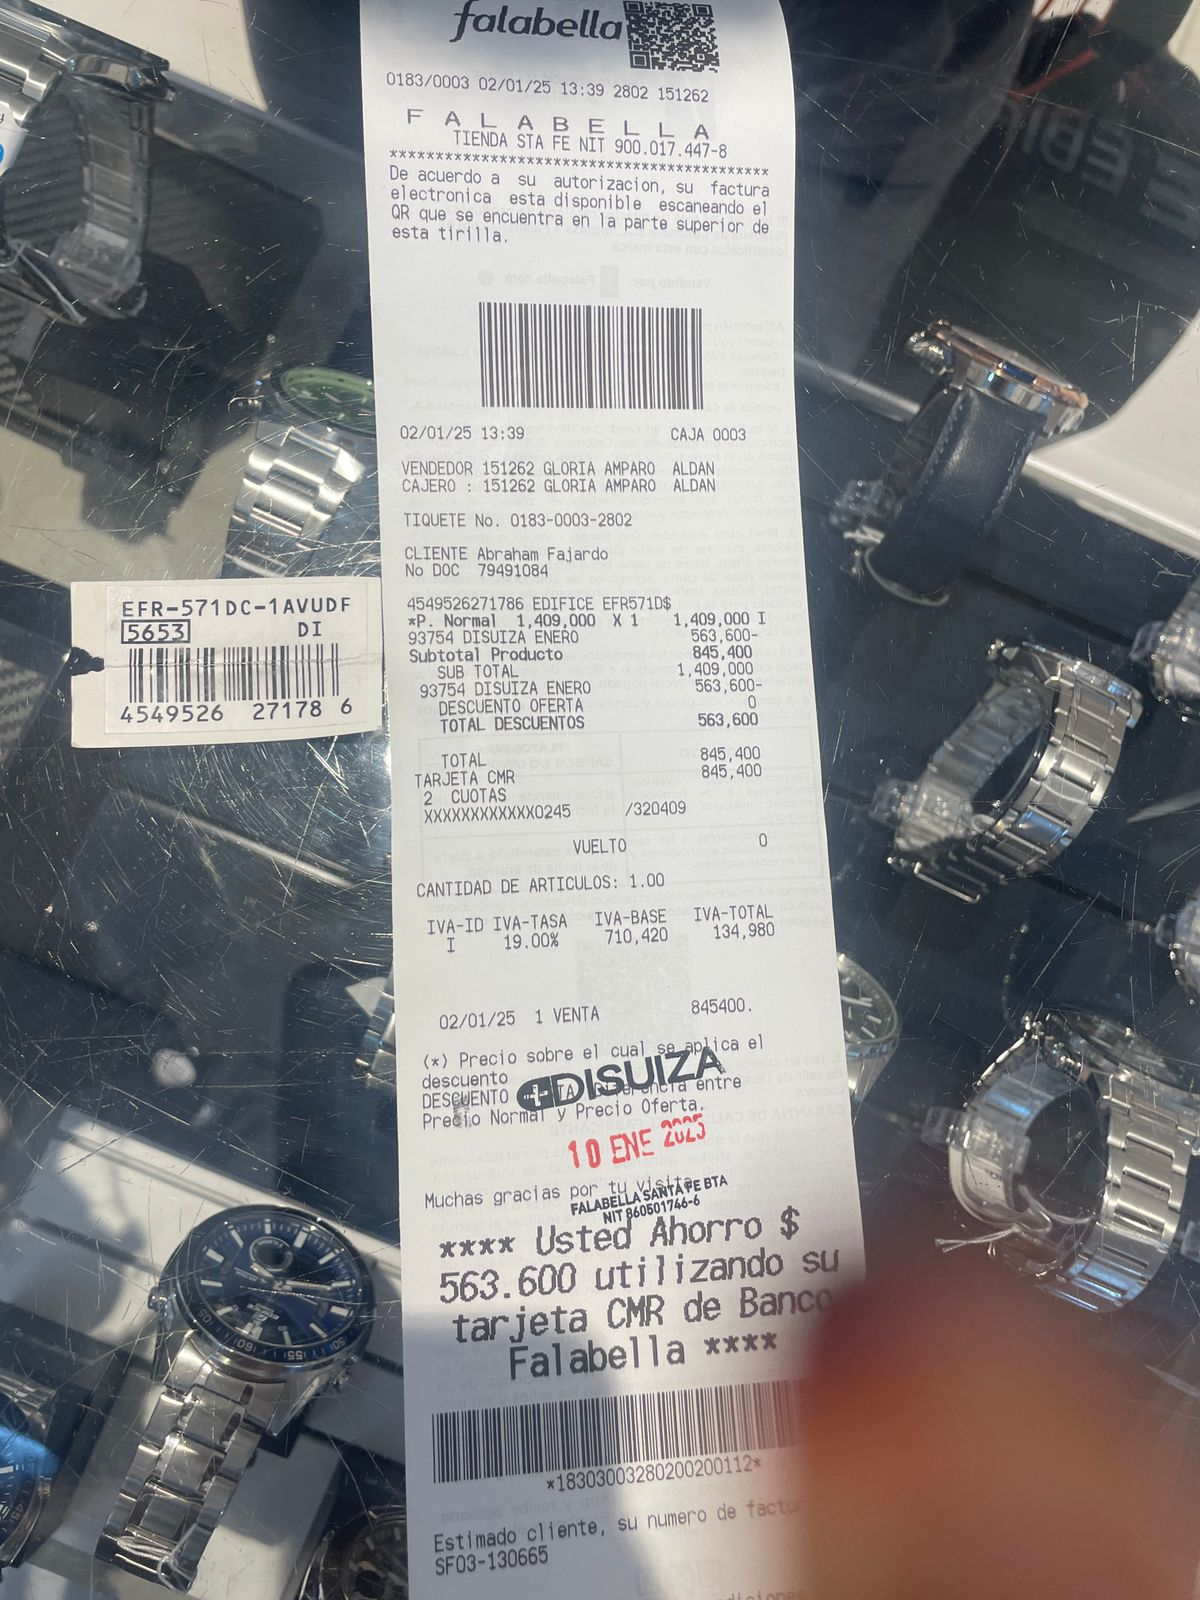 falabella
0183/0003 02/01/25 13:39 2802 151262
F A L A B E L L A
TIENDA STA FE NIT 900.017.447-8
*****************************************
De acuerdo a su autorizacion, su factura
electronica esta disponible escaneando el
QR que se encuentra en la parte superior de
esta tirilla.
02/01/25 13:39 CAJA 0003
VENDEDOR 151262 GLORIA AMPARO ALDAN
CAJERO : 151262 GLORIA AMPARO ALDAN
TIQUETE No. 0183-0003-2802
CLIENTE Abraham Fajardo
No DOC 79491084
4549526271786 EDIFICE EFR571D$
*P. Normal 1,409,000 X 1 1,409,000 I
93754 DISUIZA ENERO 563,600-
Subtotal Producto 845,400
SUB TOTAL 1,409,000
93754 DISUIZA ENERO 563,600-
DESCUENTO OFERTA 0
TOTAL DESCUENTOS 563,600
TOTAL 845,400
TARJETA CMR 845,400
2 CUOTAS
XXXXXXXXXXXX0245 /320409
VUELTO 0
CANTIDAD DE ARTICULOS: 1.00
IVA-ID IVA-TASA IVA-BASE IVA-TOTAL
I 19.00% 710,420 134,980
02/01/25 1 VENTA 845400.
(*) Precio sobre el cual se aplica el
descuento
DISUIZA
DESCUENTO Diferencia entre
Precio Normal y Precio Oferta.
10 ENE 2025
Muchas gracias por tu visita
FALABELLA SANTA FE BTA
NIT 860501746-6
**** Usted Ahorro $
563.600 utilizando su
tarjeta CMR de Banco
Falabella ****
*18303003280200200112*
Estimado cliente, su numero de factu
SF03-130665
EFR-571DC-1AVUDF
5653 DI
4549526 27178 6